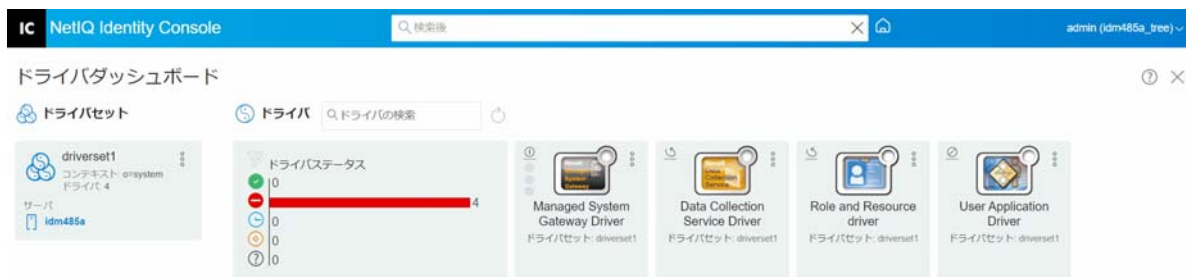 IC NetIQ Identity Console
検索後
admin (idm485a_tree)
ドライバダッシュボード
ドライバセット
ドライバ
ドライバの検索
driverset1
コンテキスト: o=system
ドライバ: 4
サーバ
idm485a
ドライバステータス
0
4
0
0
0
Managed System
Gateway Driver
ドライバセット: driverset1
Data Collection
Service Driver
ドライバセット: driverset1
Role and Resource
driver
ドライバセット: driverset1
User Application
Driver
ドライバセット: driverset1